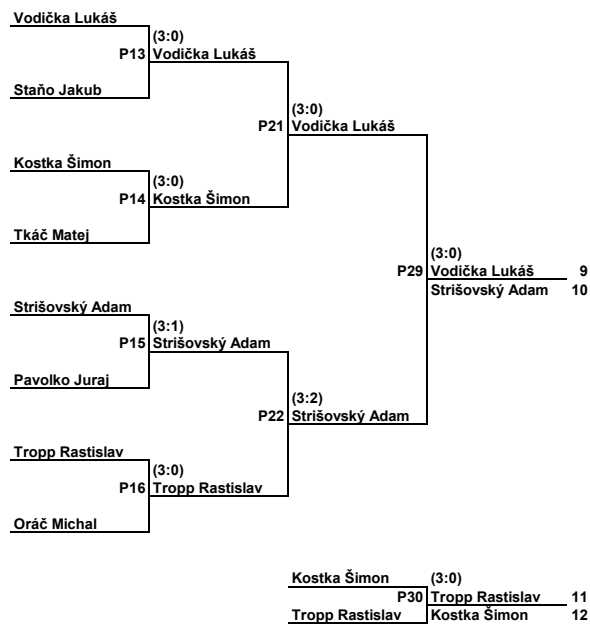 Vodička Lukáš
(3:0)
P13 Vodička Lukáš
Staňo Jakub
(3:0)
P21 Vodička Lukáš
Kostka Šimon
(3:0)
P14 Kostka Šimon
Tkáč Matej
(3:0)
P29 Vodička Lukáš 9
Strišovský Adam 10
Strišovský Adam
(3:1)
P15 Strišovský Adam
Pavolko Juraj
(3:2)
P22 Strišovský Adam
Tropp Rastislav
(3:0)
P16 Tropp Rastislav
Oráč Michal
Kostka Šimon (3:0)
P30 Tropp Rastislav 11
Tropp Rastislav Kostka Šimon 12